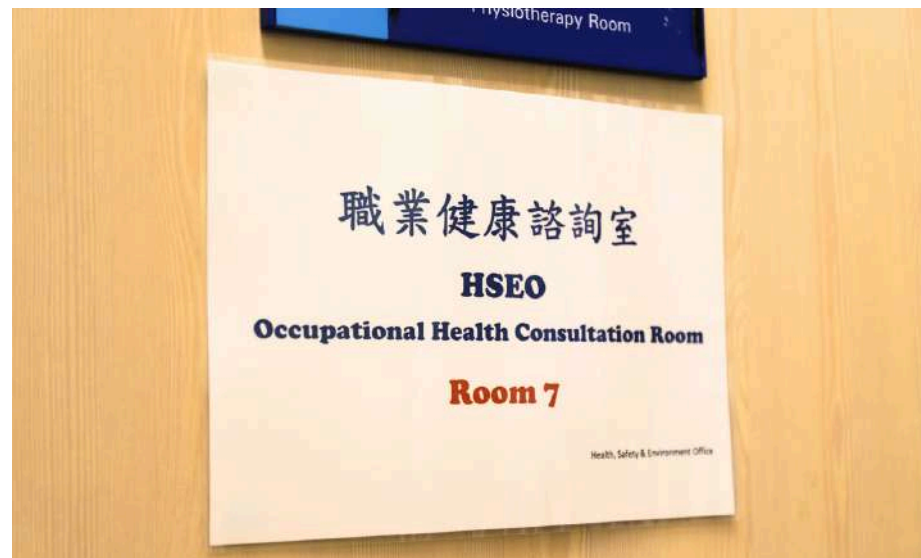 Physiotherapy Room
職業健康諮詢室
HSEO
Occupational Health Consultation Room
Room 7
Health, Safety & Environment Office